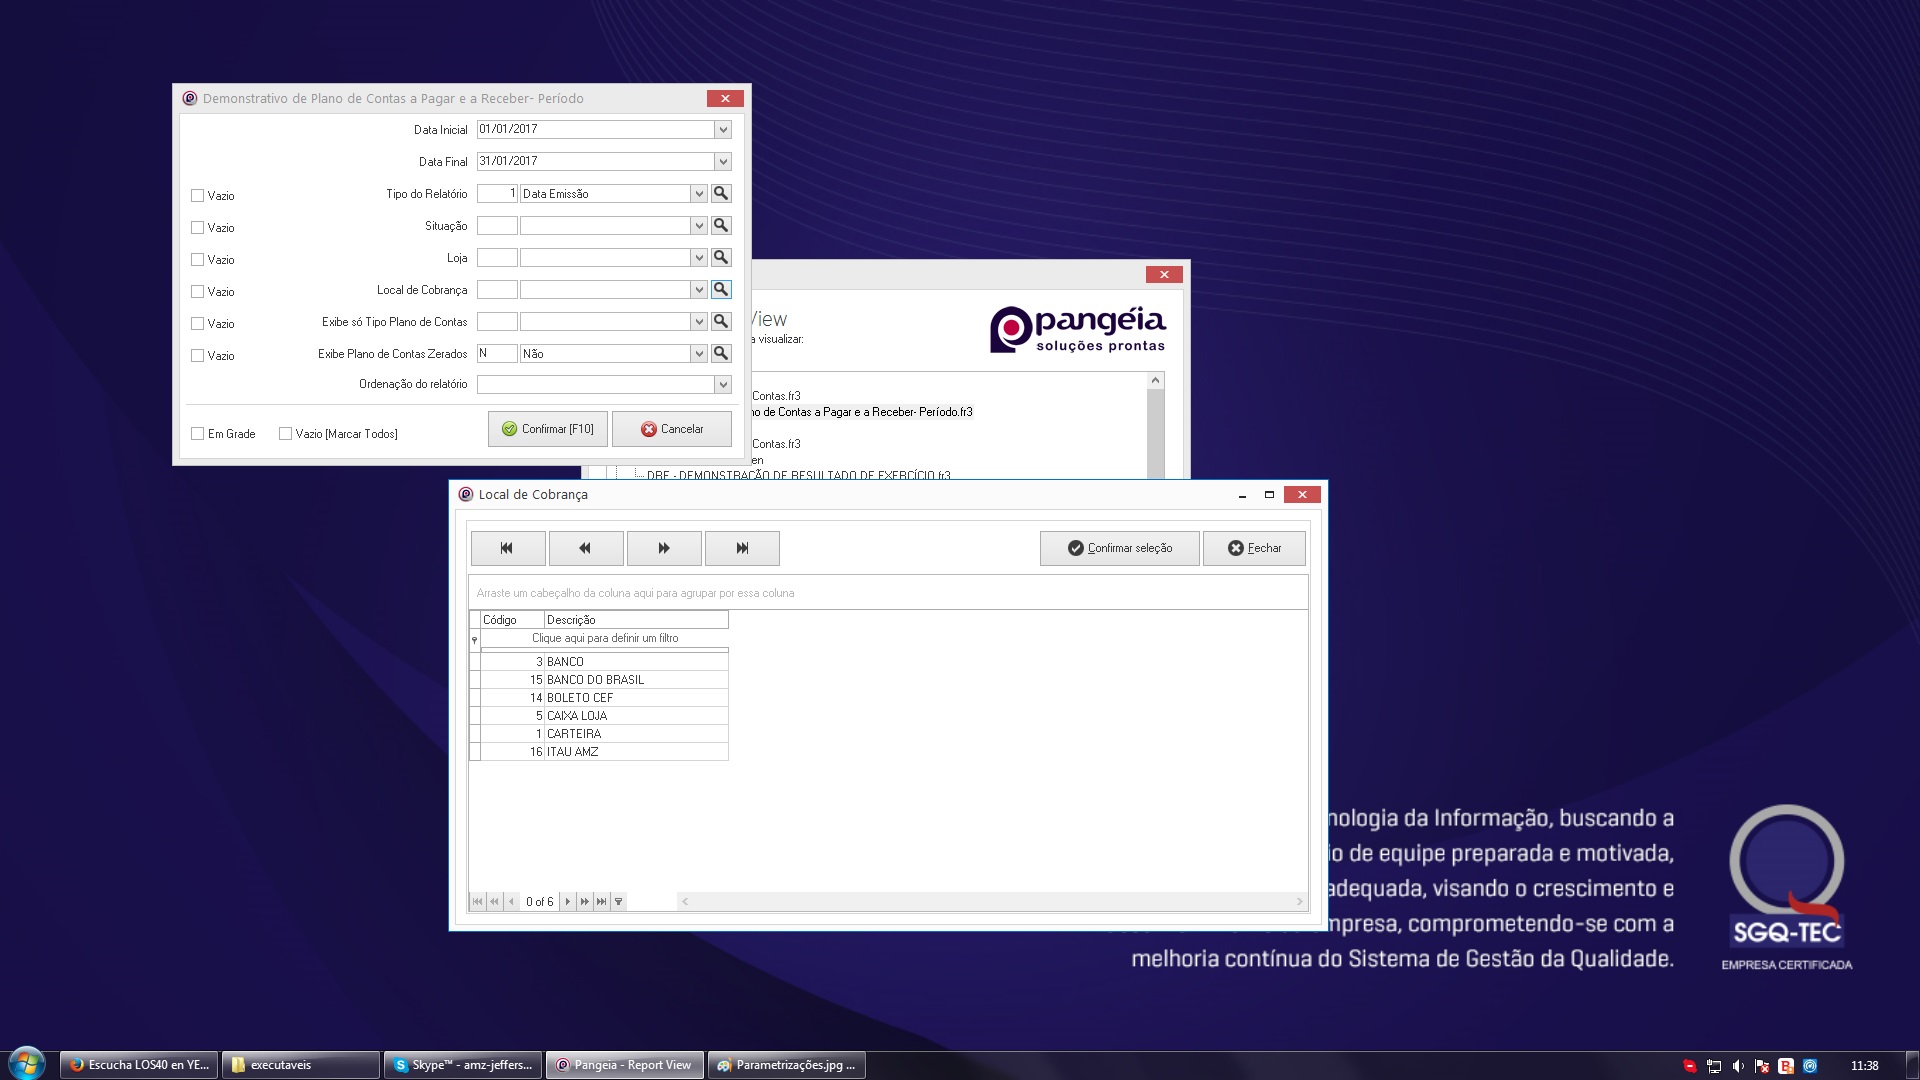 Demonstrativo de Plano de Contas a Pagar e a Receber- Período
Data Inicial 01/01/2017
Data Final 31/01/2017
Vazio Tipo do Relatório 1 Data Emissão
Vazio Situação
Vazio Loja
Vazio Local de Cobrança
Vazio Exibe só Tipo Plano de Contas
Vazio Exibe Plano de Contas Zerados N Não
Ordenação do relatório
Em Grade Vazio [Marcar Todos] Confirmar [F10] Cancelar
View
a visualizar:
pangéia
soluções prontas
Contas.fr3
no de Contas a Pagar e a Receber- Período.fr3
Contas.fr3
en
DRE - DEMONSTRAÇÃO DE RESULTADO DE EXERCÍCIO.fr3
Local de Cobrança
Confirmar seleção Fechar
Arraste um cabeçalho da coluna aqui para agrupar por essa coluna
Código Descrição
Clique aqui para definir um filtro
3 BANCO
15 BANCO DO BRASIL
14 BOLETO CEF
5 CAIXA LOJA
1 CARTEIRA
16 ITAU AMZ
0 of 6
nologia da Informação, buscando a
io de equipe preparada e motivada,
adequada, visando o crescimento e
mpresa, comprometendo-se com a
melhoria contínua do Sistema de Gestão da Qualidade.
SGQ-TEC
EMPRESA CERTIFICADA
Escucha LOS40 en YE...
executaveis
Skype™ - amz-jeffers...
Pangeia - Report View
Parametrizações.jpg ...
11:38